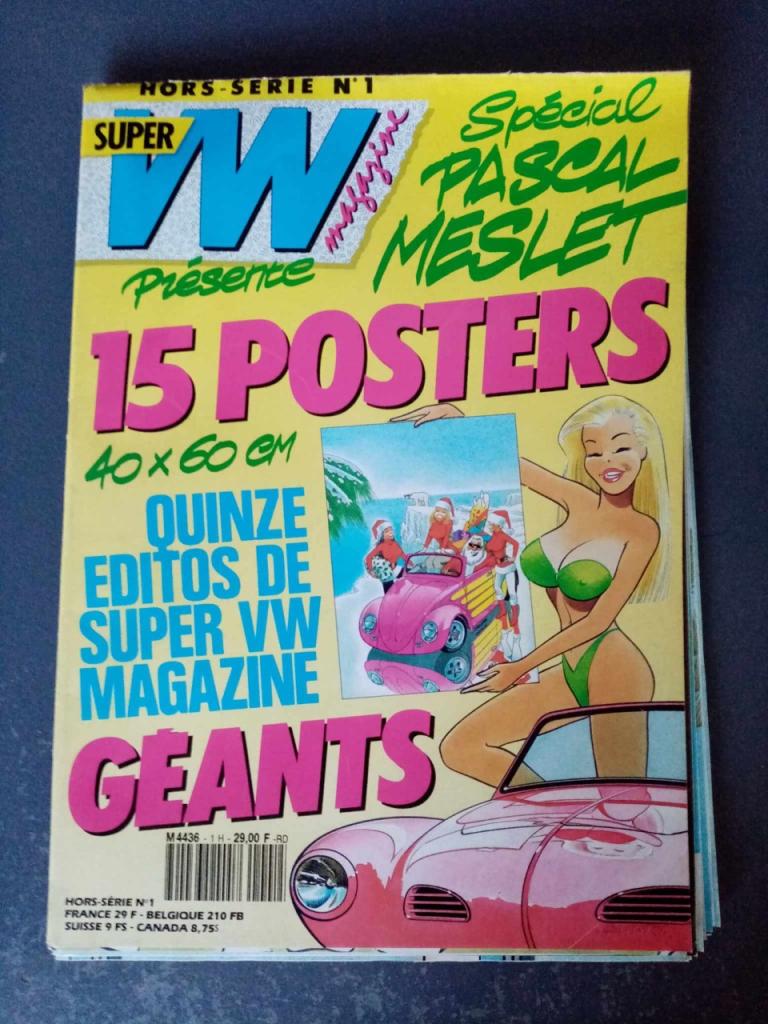 HORS-SERIE N°1
SUPER
VW
magazine
Présente
Spécial
PASCAL
MESLET
15 POSTERS
40 x 60 cm
QUINZE
EDITOS DE
SUPER VW
MAGAZINE
GÉANTS
M 4436 - 1 H - 29,00 F -RD
HORS-SÉRIE N°1
FRANCE 29 F - BELGIQUE 210 FB
SUISSE 9 FS - CANADA 8,75$